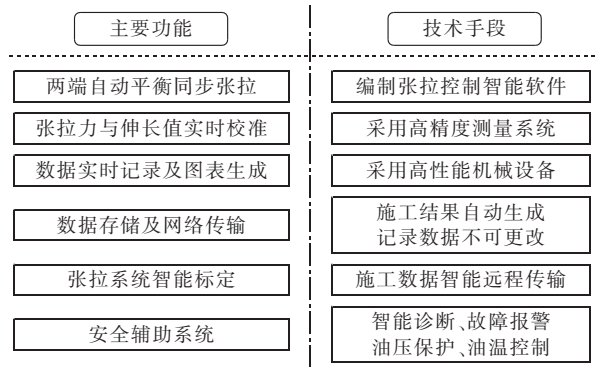 主要功能
技术手段
两端自动平衡同步张拉
编制张拉控制智能软件
张拉力与伸长值实时校准
采用高精度测量系统
数据实时记录及图表生成
采用高性能机械设备
数据存储及网络传输
施工结果自动生成
记录数据不可更改
张拉系统智能标定
施工数据智能远程传输
安全辅助系统
智能诊断、故障报警
油压保护、油温控制